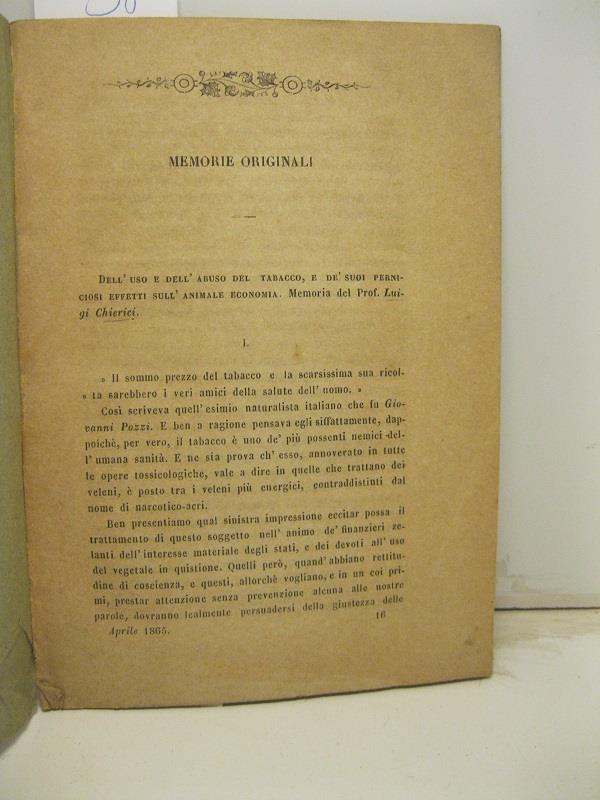 MEMORIE ORIGINALI
DELL' USO E DELL' ABUSO DEL TABACCO, E DE' SUOI PERNI-
CIOSI EFFETTI SULL' ANIMALE ECONOMIA. Memoria del Prof. Lui-
gi Chierici.
I.
» Il sommo prezzo del tabacco e la scarsissima sua ricol-
« ta sarebbero i veri amici della salute dell' uomo. »
Così scriveva quell' esimio naturalista italiano che fu Gio-
vanni Pozzi. E ben a ragione pensava egli siffattamente, dap-
poichè, per vero, il tabacco è uno de' più possenti nemici del-
l' umana sanità. E ne sia prova ch' esso, annoverato in tutte
le opere tossicologiche, vale a dire in quelle che trattano dei
veleni, è posto tra i veleni più energici, contraddistinti dal
nome di narcotico-acri.
Ben presentiamo qual sinistra impressione eccitar possa il
trattamento di questo soggetto nell' animo de' finanzieri ze-
lanti dell' interesse materiale degli stati, e dei devoti all' uso
del vegetale in quistione. Quelli però, quand' abbiano rettitu-
dine di coscienza, e questi, allorchè vogliano, e in un coi pri-
mi, prestar attenzione senza prevenzione alcuna alle nostre
parole, dovranno lealmente persuadersi della giustezza delle
Aprile 1865. 16